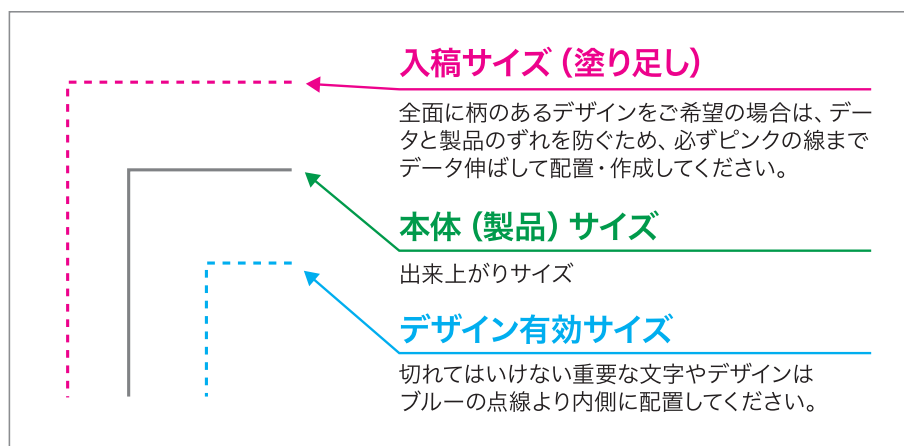 入稿サイズ（塗り足し）
全面に柄のあるデザインをご希望の場合は、デー
タと製品のずれを防ぐため、必ずピンクの線まで
データ伸ばして配置・作成してください。
本体（製品）サイズ
出来上がりサイズ
デザイン有効サイズ
切れてはいけない重要な文字やデザインは
ブルーの点線より内側に配置してください。